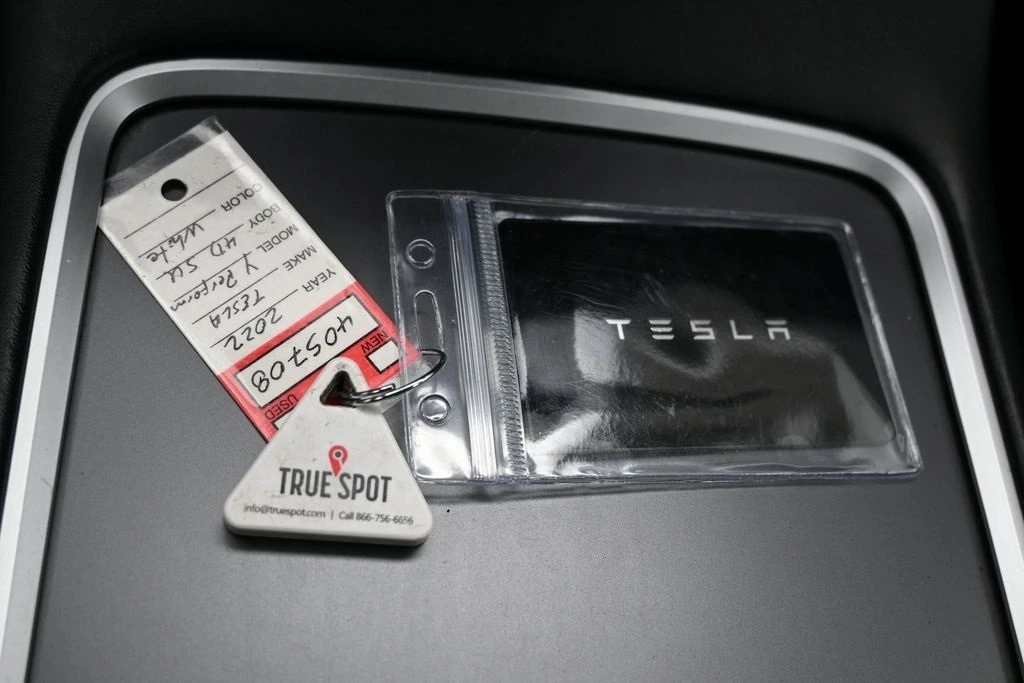 USED
NEW
405708
YEAR 2022
MAKE TESLA
MODEL Y Perform
BODY 4D SU
COLOR White
TESLA
TRUE SPOT
info@truespot.com | Call 866-756-6656